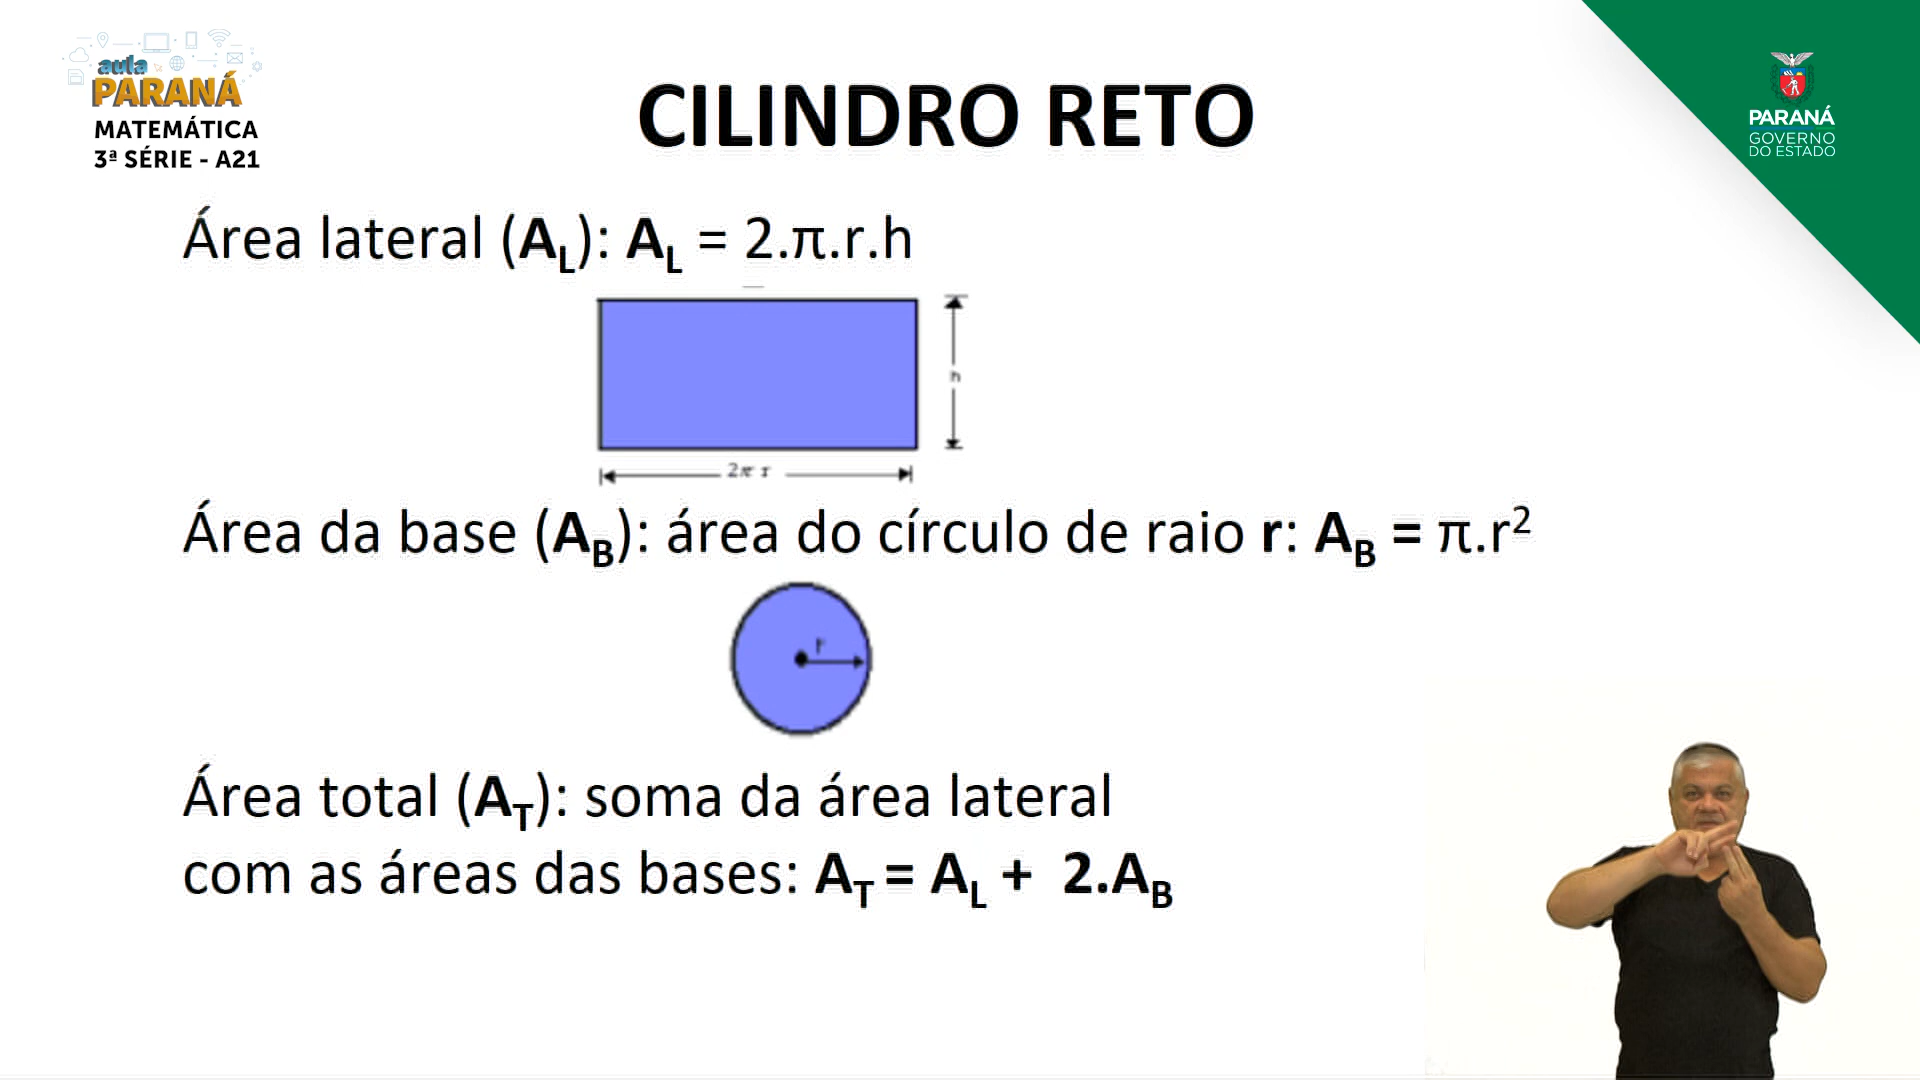 aula
PARANÁ
MATEMÁTICA
3ª SÉRIE - A21
CILINDRO RETO
PARANÁ
GOVERNO
DO ESTADO
Área lateral (A_L): A_L = 2.π.r.h
h
2π r
Área da base (A_B): área do círculo de raio r: A_B = π.r²
r
Área total (A_T): soma da área lateral
com as áreas das bases: A_T = A_L + 2.A_B